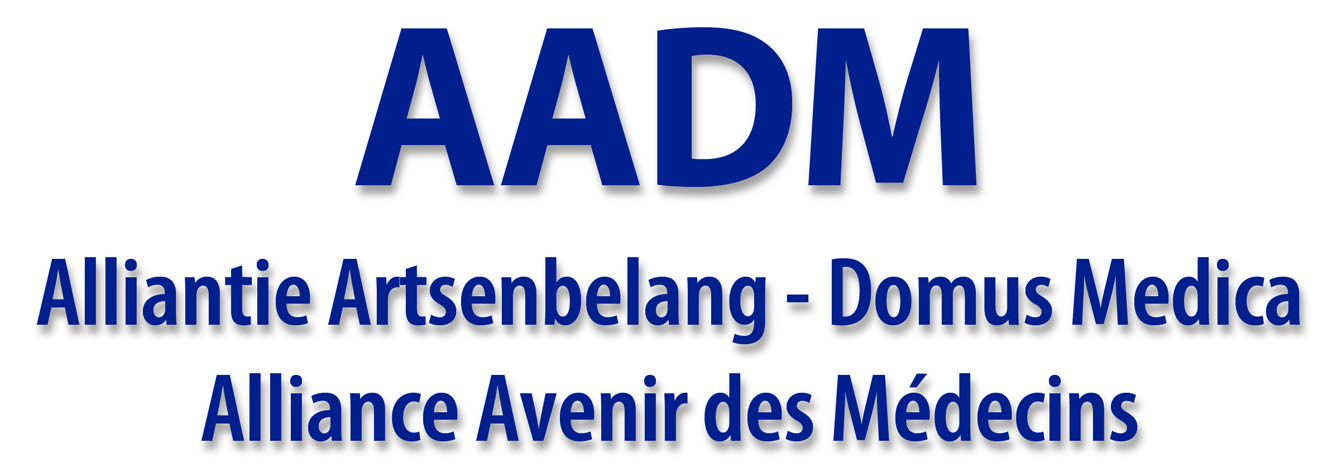 AADM
Alliantie Artsenbelang - Domus Medica
Alliance Avenir des Médecins